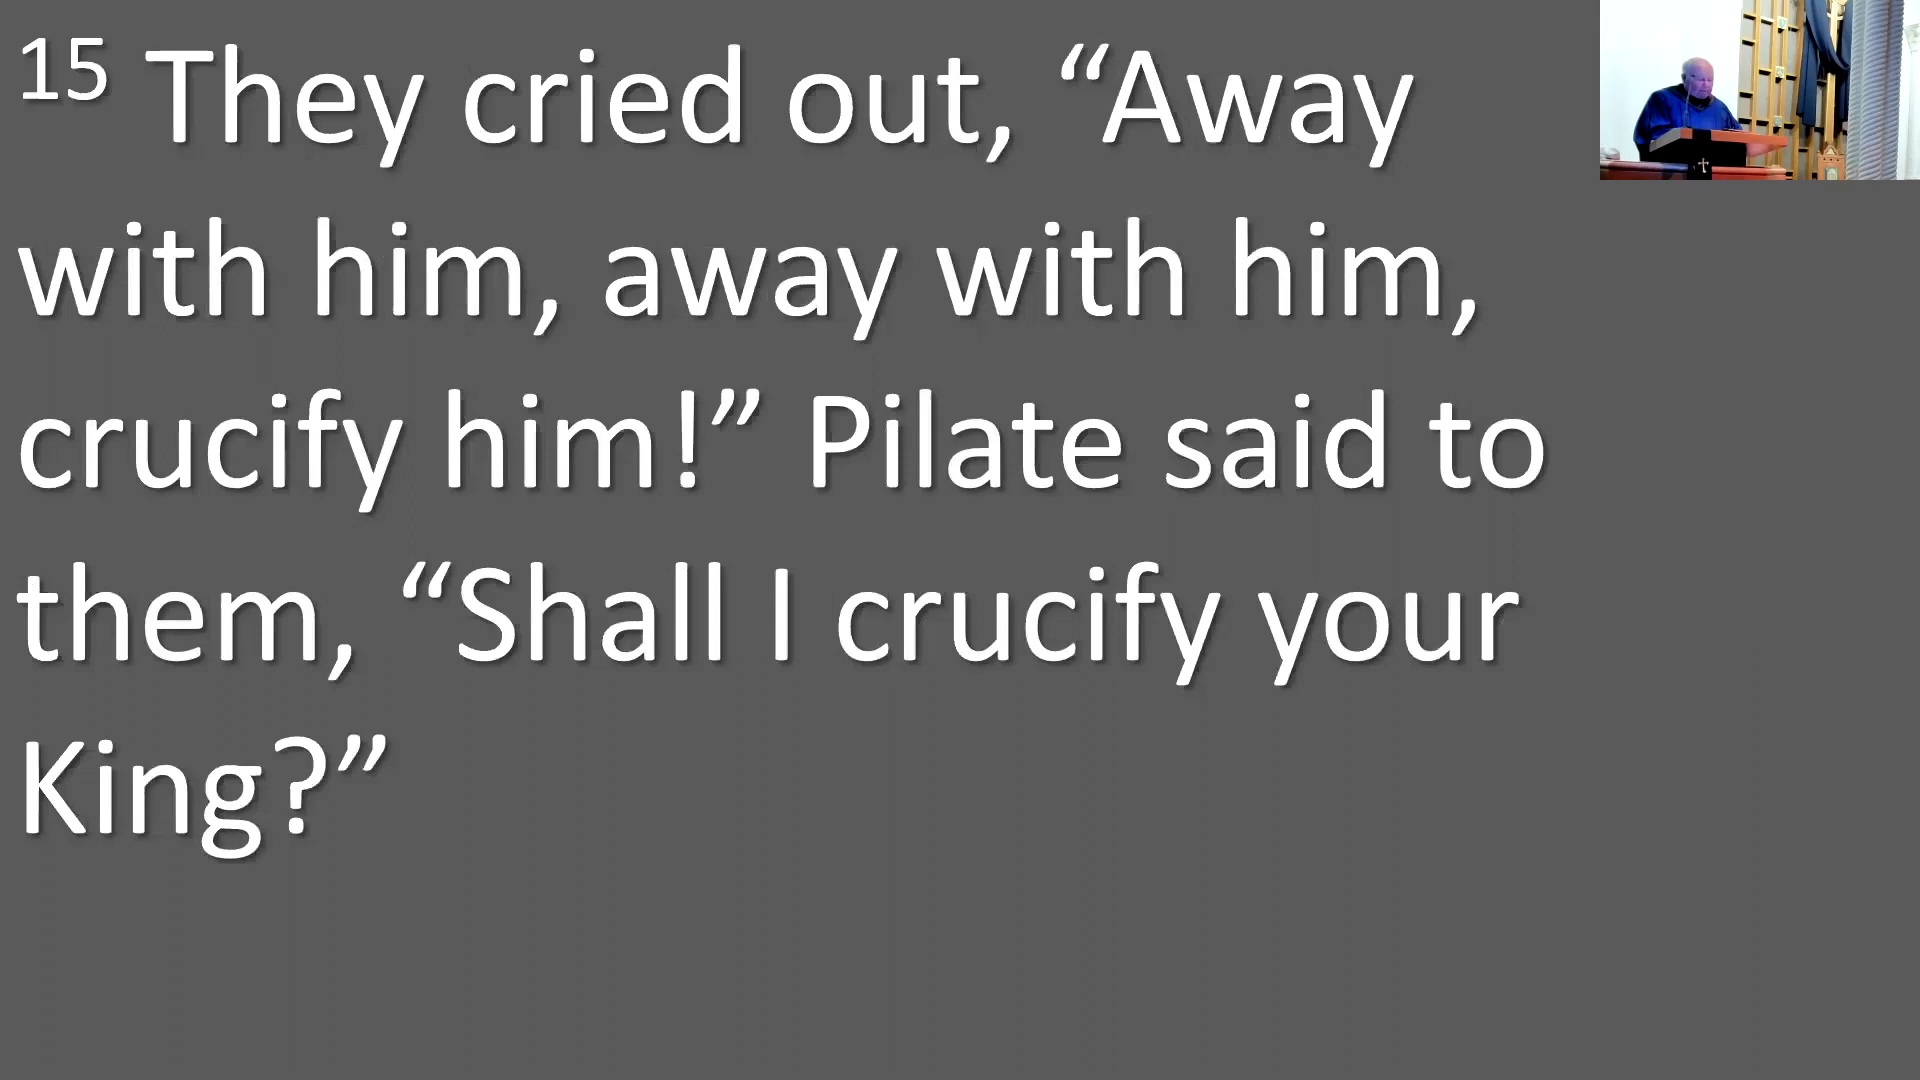 15 They cried out, “Away
with him, away with him,
crucify him!” Pilate said to
them, “Shall I crucify your
King?”